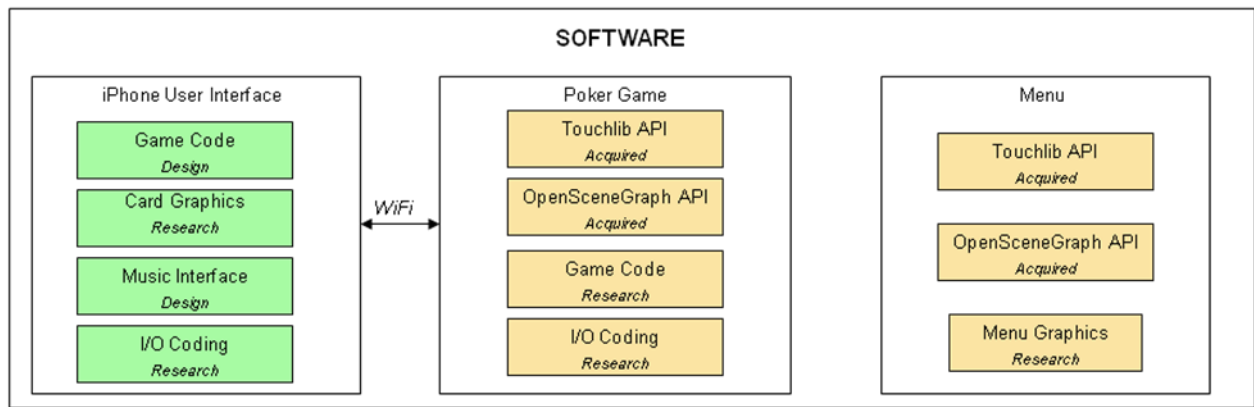 SOFTWARE
iPhone User Interface
Game Code
Design
Card Graphics
Research
Music Interface
Design
I/O Coding
Research
WiFi
Poker Game
Touchlib API
Acquired
OpenSceneGraph API
Acquired
Game Code
Research
I/O Coding
Research
Menu
Touchlib API
Acquired
OpenSceneGraph API
Acquired
Menu Graphics
Research